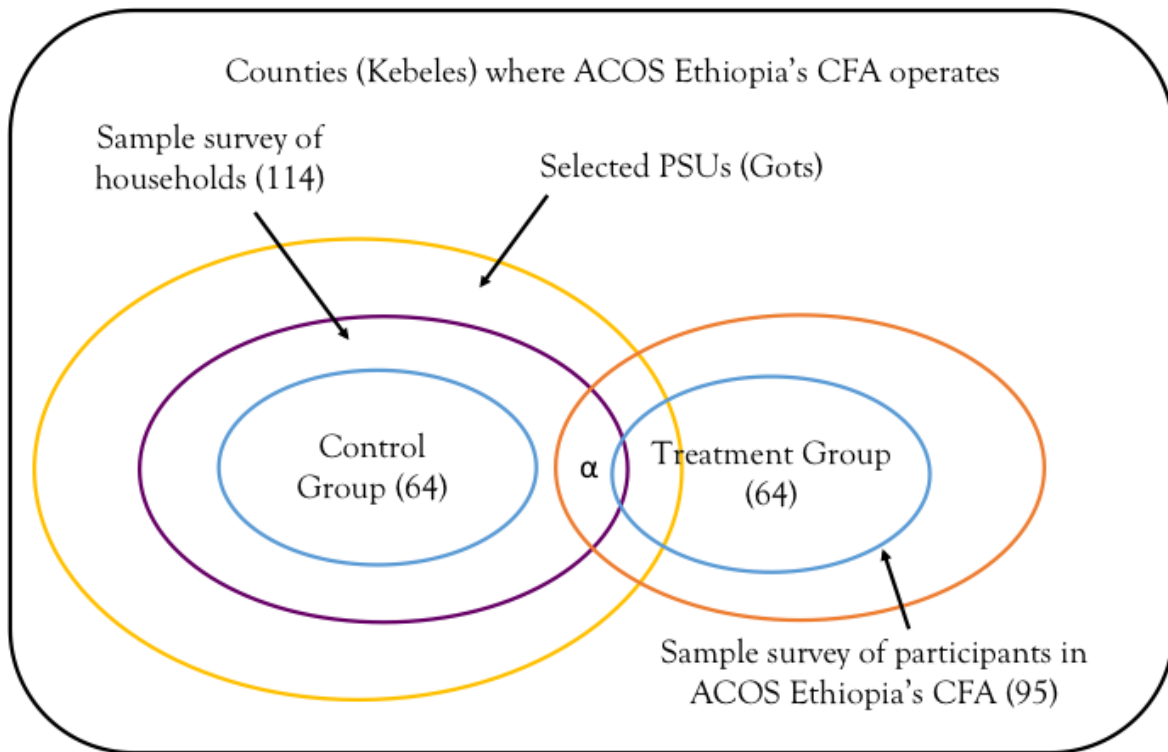 Counties (Kebeles) where ACOS Ethiopia's CFA operates
Sample survey of
households (114)
Selected PSUs (Gots)
Control
Group (64)
α
Treatment Group
(64)
Sample survey of participants in
ACOS Ethiopia's CFA (95)